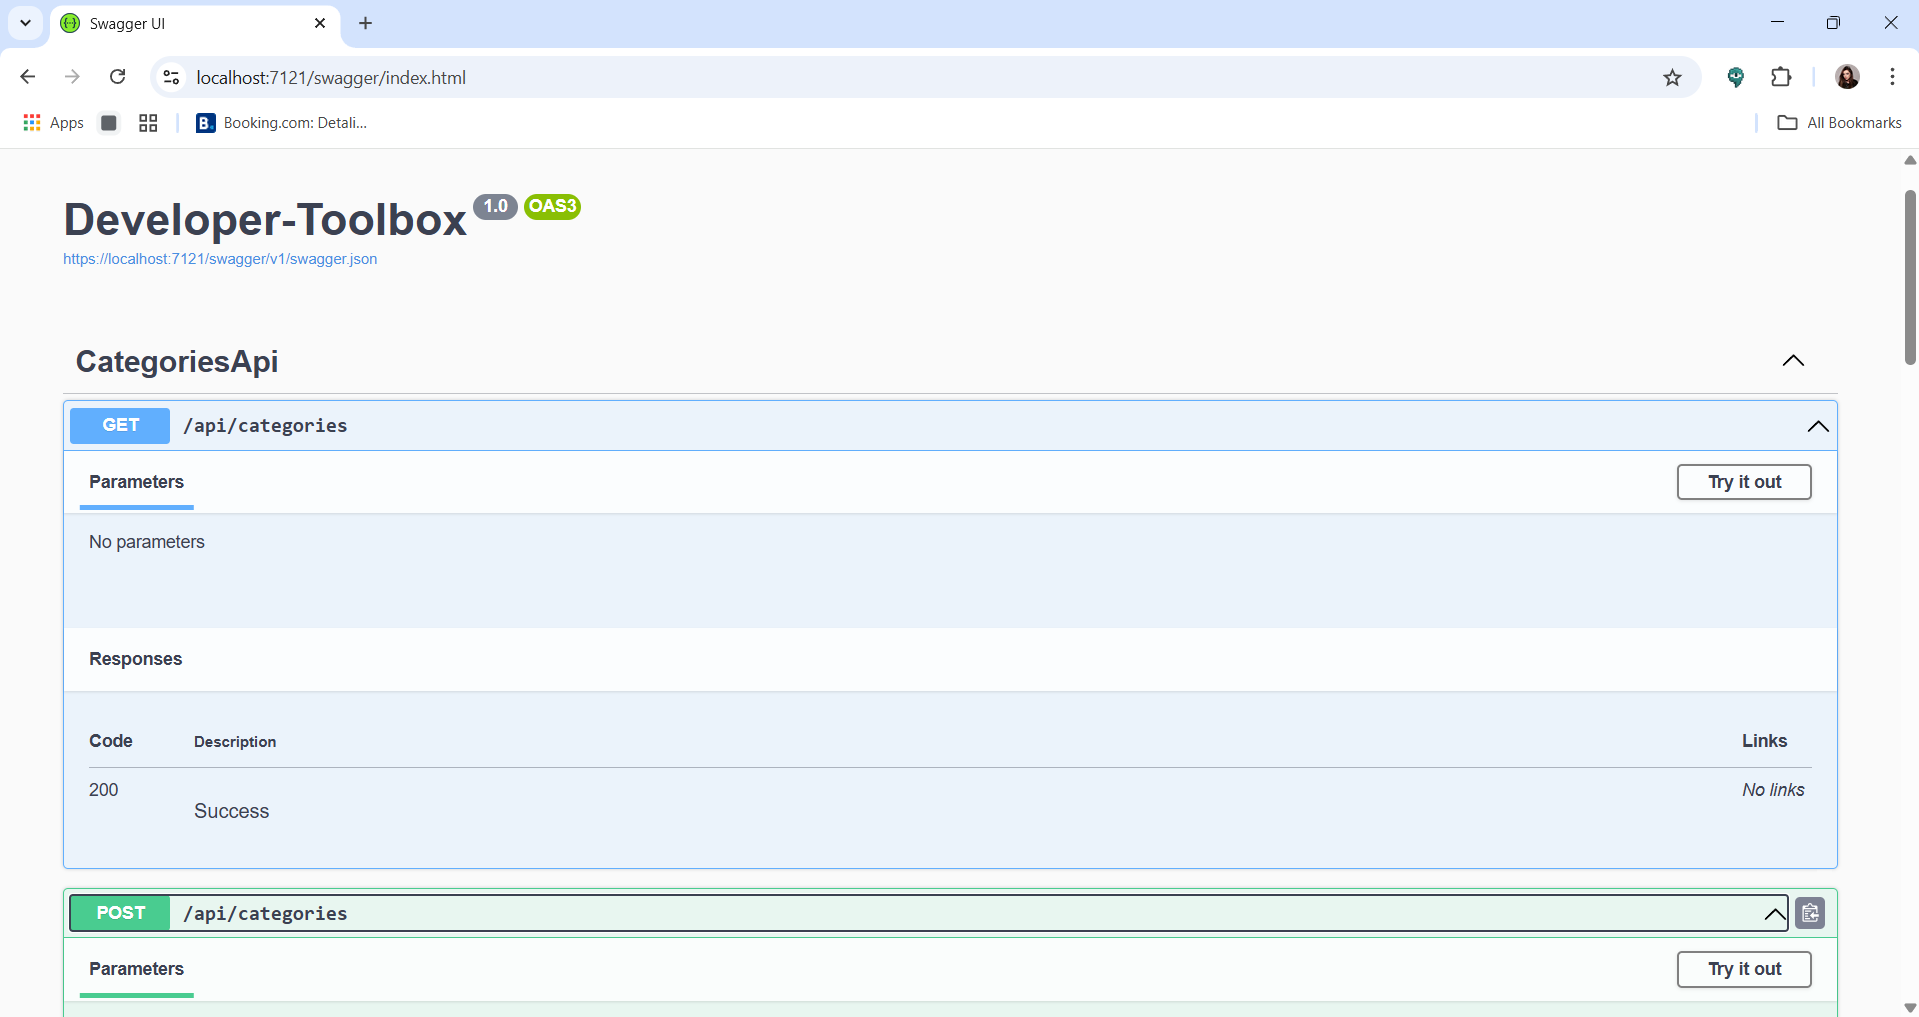 Swagger UI
localhost:7121/swagger/index.html
Apps
B. Booking.com: Detali...
All Bookmarks
Developer-Toolbox 1.0 OAS3
https://localhost:7121/swagger/v1/swagger.json
CategoriesApi
GET /api/categories
Parameters Try it out
No parameters
Responses
Code Description Links
200 No links
Success
POST /api/categories
Parameters Try it out